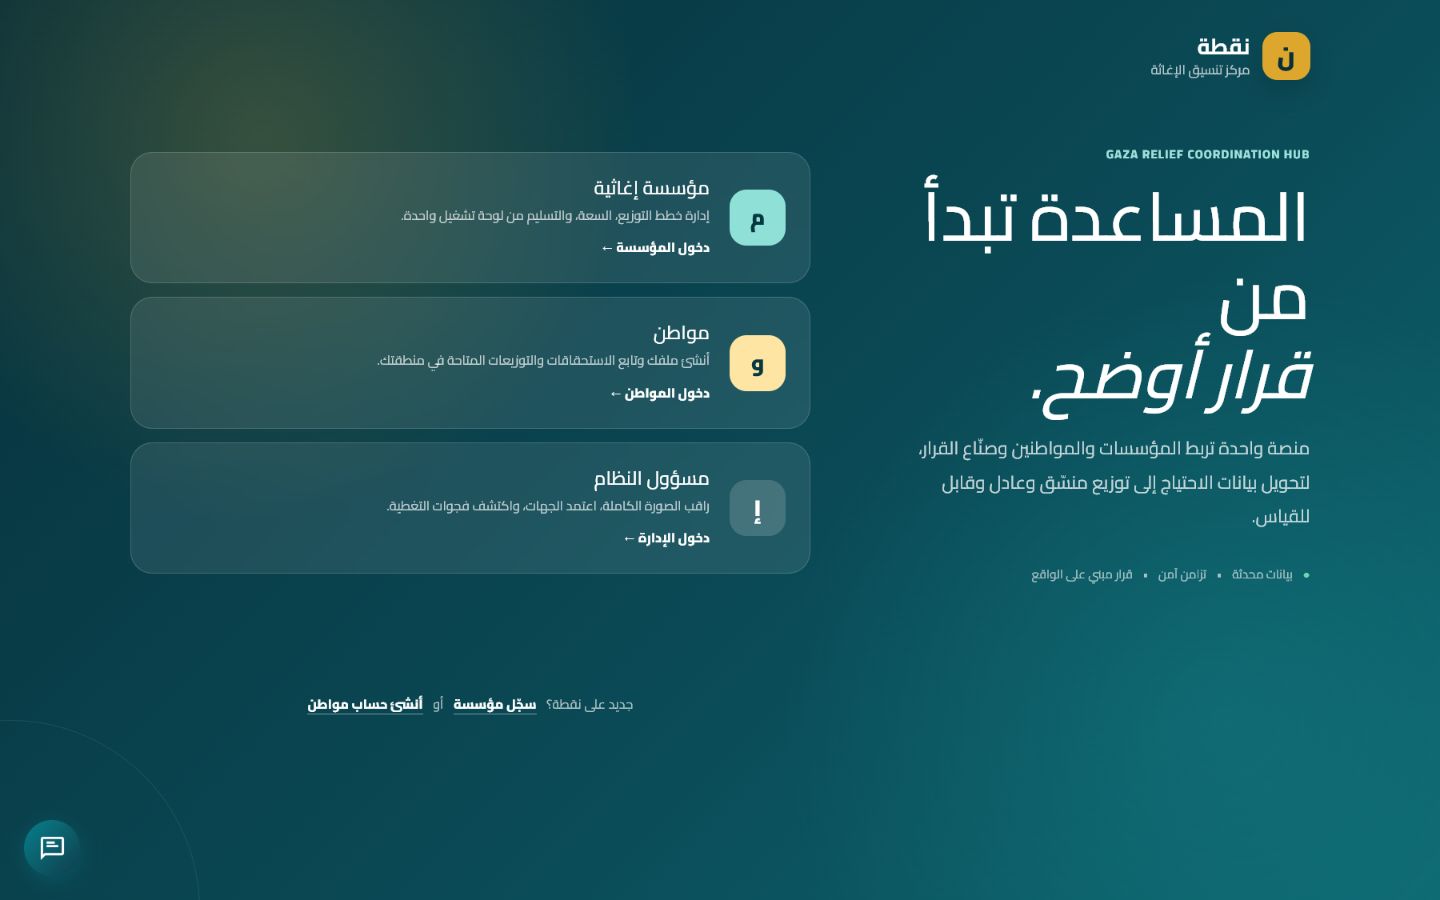 ن
نقطة
مركز تنسيق الإغاثة
GAZA RELIEF COORDINATION HUB
المساعدة تبدأ
من
قرار أوضح.
منصة واحدة تربط المؤسسات والمواطنين وصنّاع القرار،
لتحويل بيانات الاحتياج إلى توزيع منسّق وعادل وقابل
للقياس.
بيانات محدثة • تزامن آمن • قرار مبني على الواقع
م
مؤسسة إغاثية
إدارة خطط التوزيع، السعة، والتسليم من لوحة تشغيل واحدة.
دخول المؤسسة ←
و
مواطن
أنشئ ملفك وتابع الاستحقاقات والتوزيعات المتاحة في منطقتك.
دخول المواطن ←
إ
مسؤول النظام
راقب الصورة الكاملة، اعتمد الجهات، واكتشف فجوات التغطية.
دخول الإدارة ←
جديد على نقطة؟ سجّل مؤسسة أو أنشئ حساب مواطن